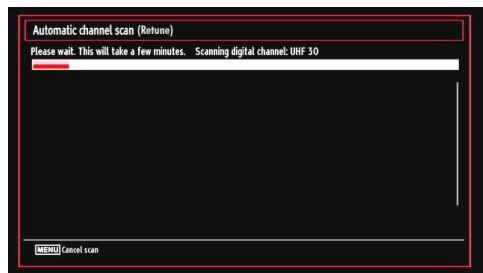 Automatic channel scan (Retune)
Please wait. This will take a few minutes. Scanning digital channel: UHF 30
MENU Cancel scan